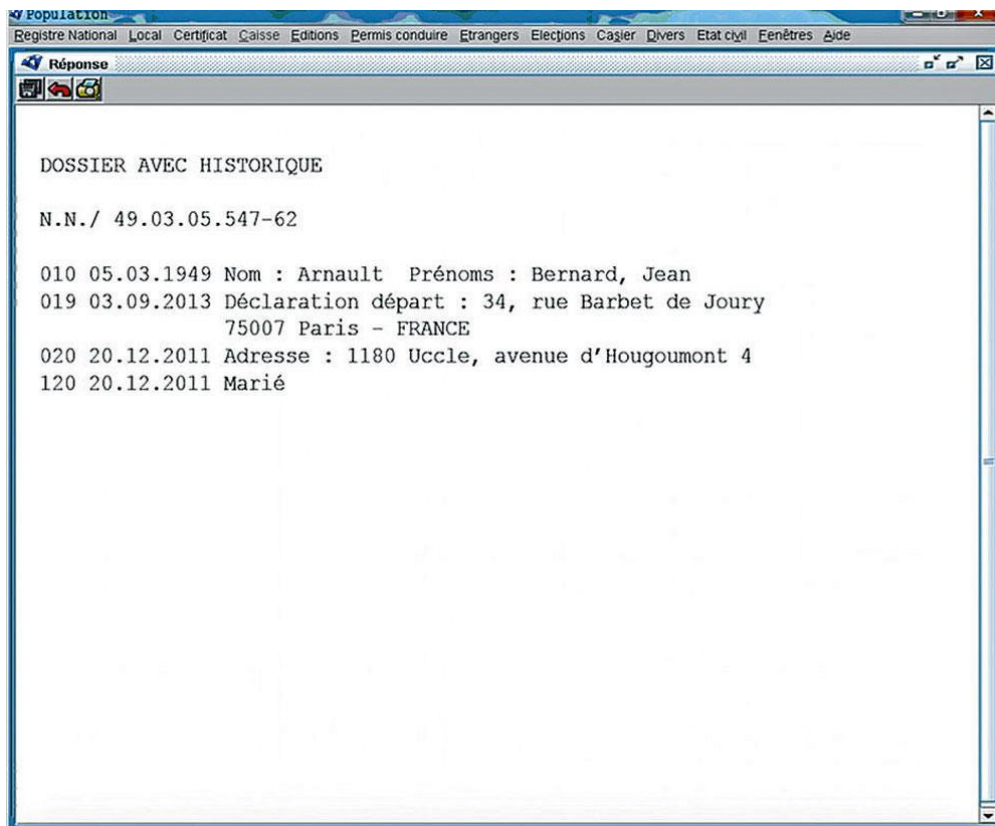 Population
Registre National Local Certificat Caisse Editions Permis conduire Etrangers Elections Casier Divers Etat civil Fenêtres Aide
Réponse
DOSSIER AVEC HISTORIQUE
N.N./ 49.03.05.547-62
010 05.03.1949 Nom : Arnault Prénoms : Bernard, Jean
019 03.09.2013 Déclaration départ : 34, rue Barbet de Joury
75007 Paris - FRANCE
020 20.12.2011 Adresse : 1180 Uccle, avenue d'Hougoumont 4
120 20.12.2011 Marié